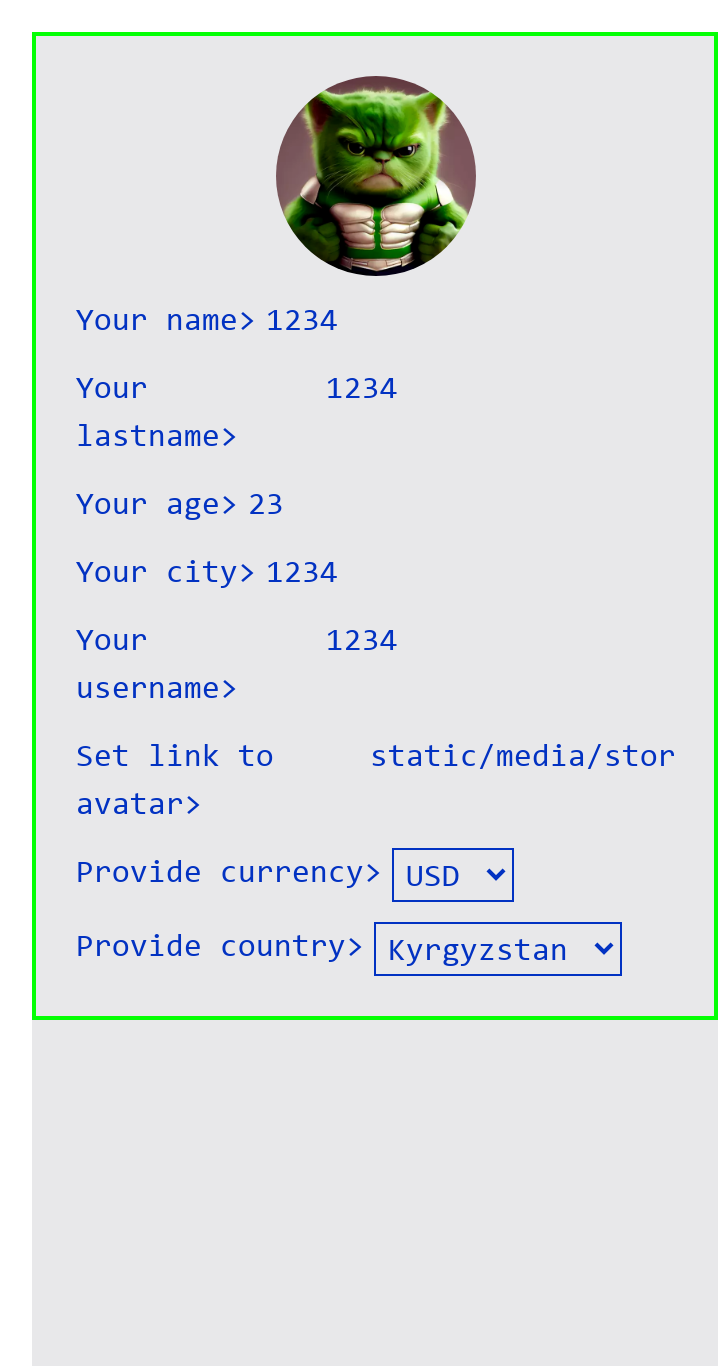 Your name> 1234
Your 1234
lastname>
Your age> 23
Your city> 1234
Your 1234
username>
Set link to static/media/stor
avatar>
Provide currency> USD
Provide country> Kyrgyzstan